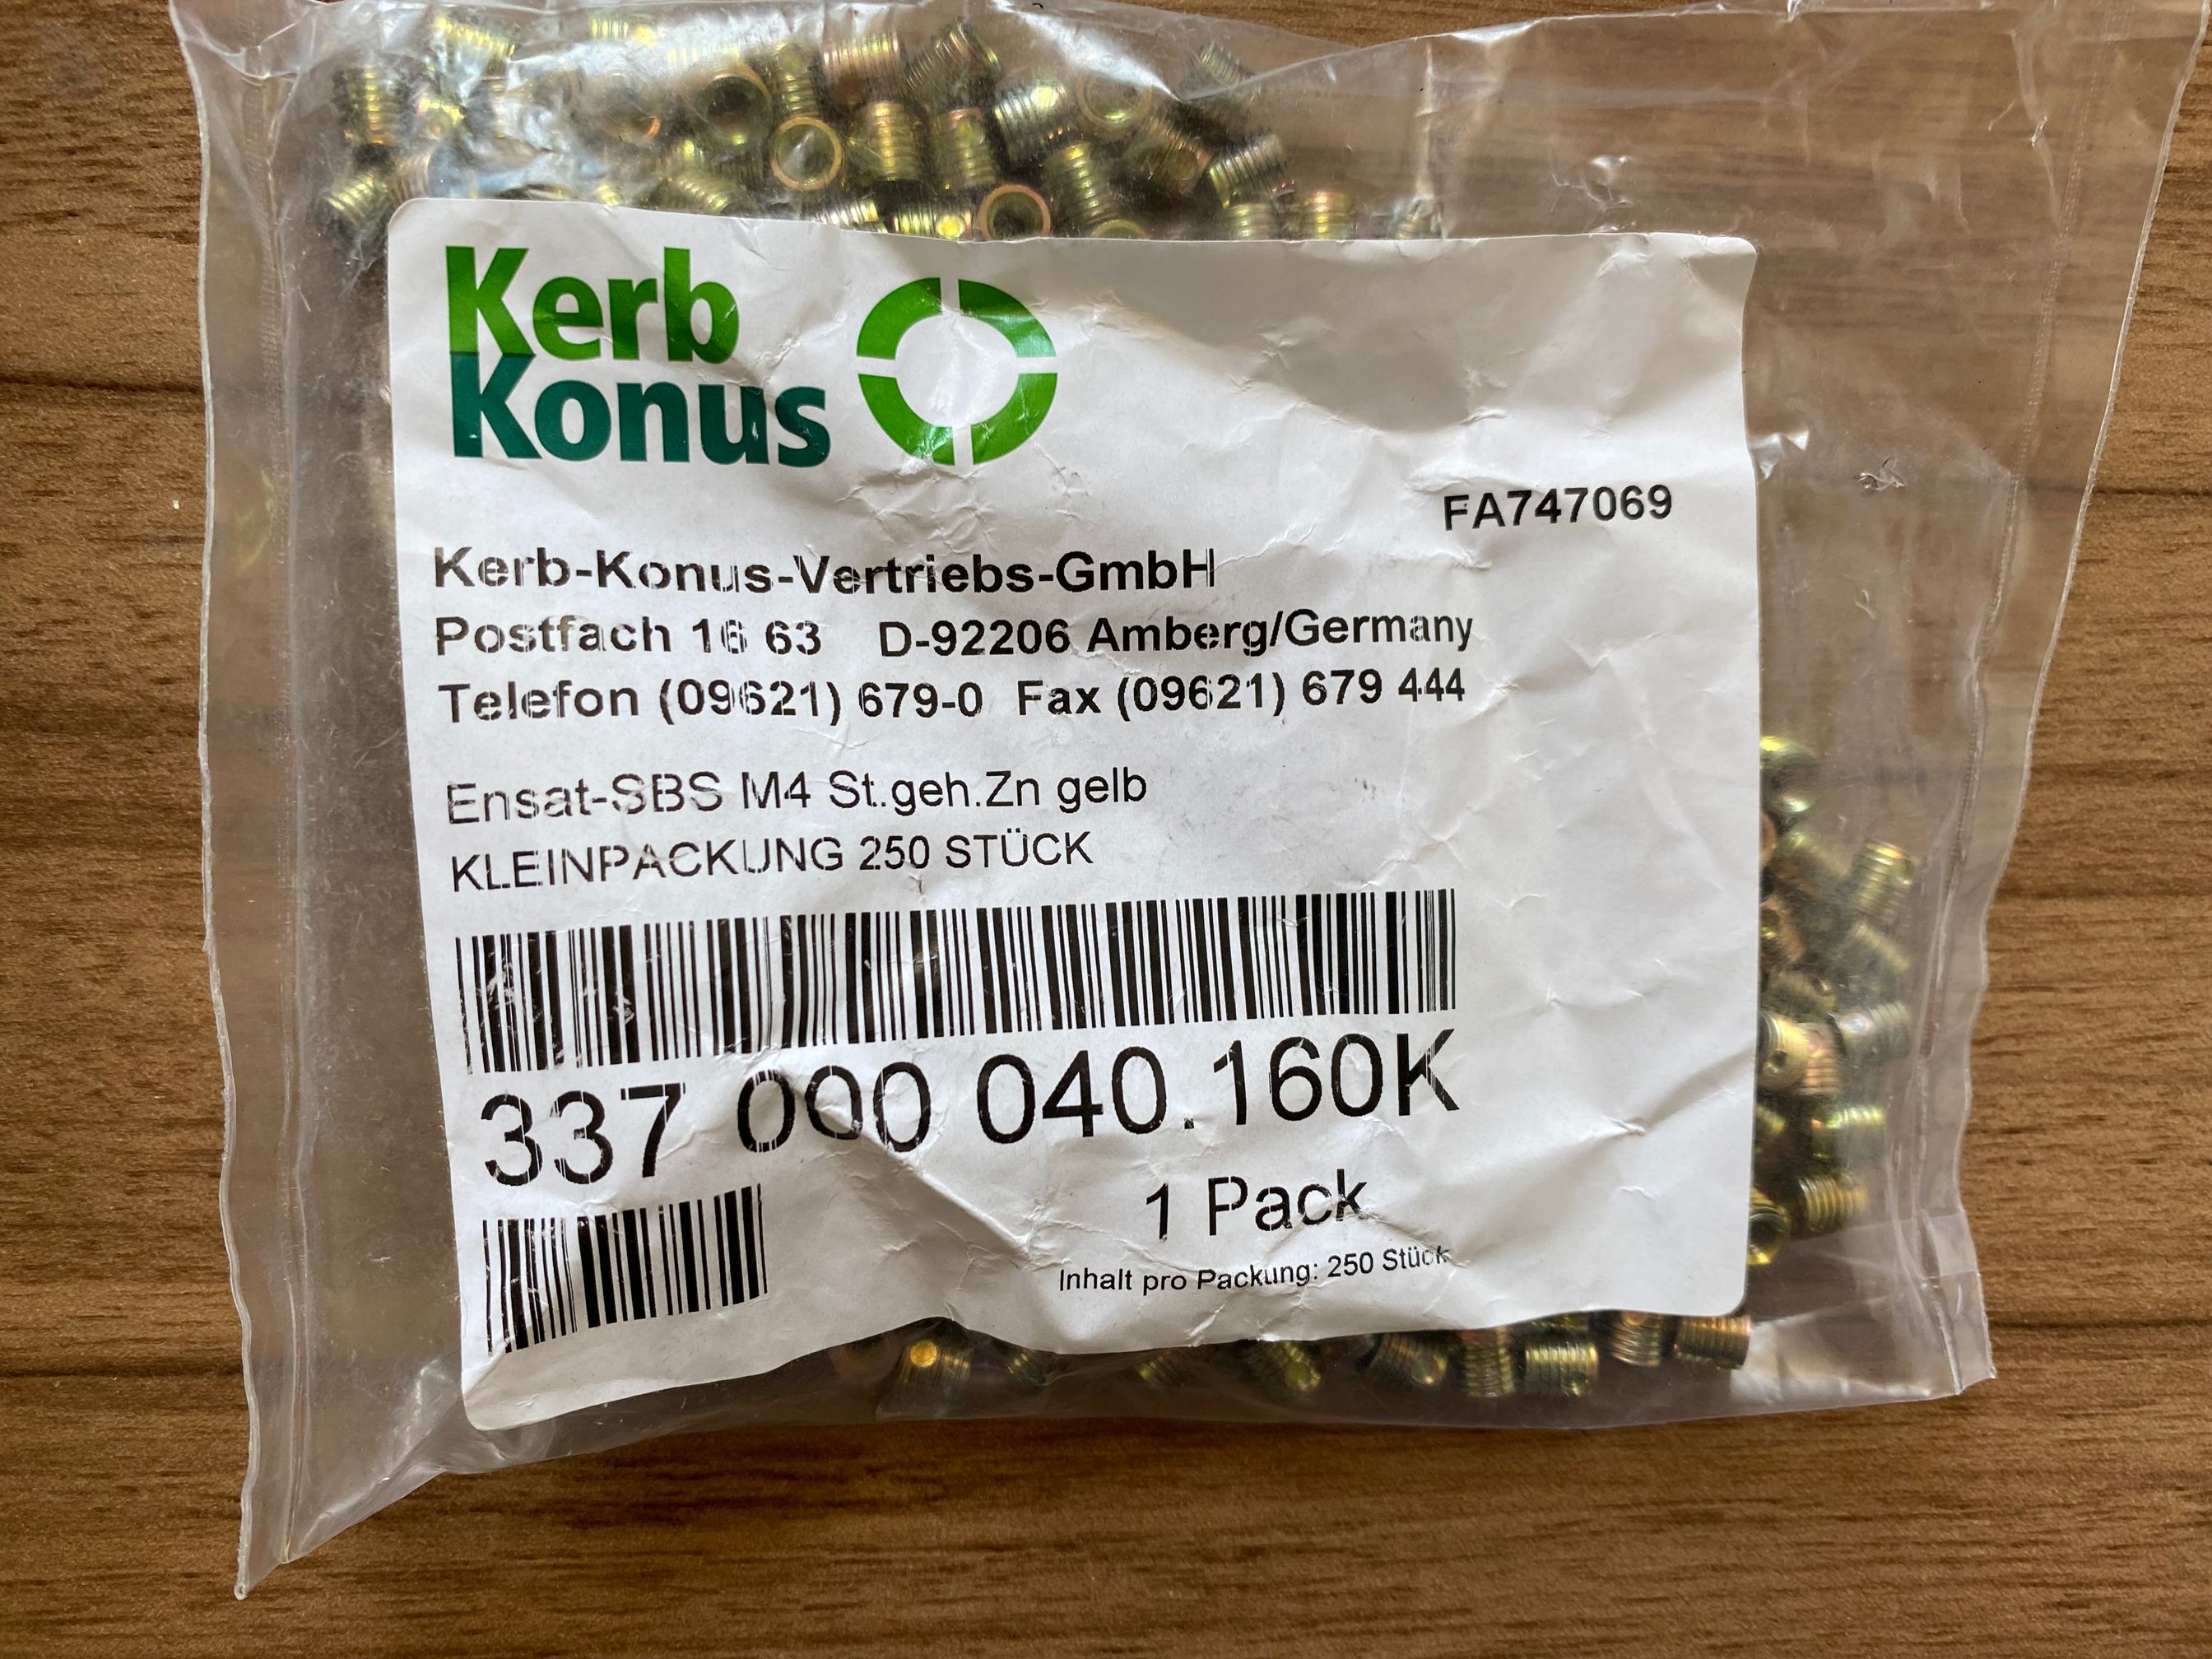 Kerb
Konus
FA747069
Kerb-Konus-Vertriebs-GmbH
Postfach 16 63 D-92206 Amberg/Germany
Telefon (09621) 679-0 Fax (09621) 679 444
Ensat-SBS M4 St.geh.Zn gelb
KLEINPACKUNG 250 STÜCK
337 000 040.160K
1 Pack
Inhalt pro Packung: 250 Stück